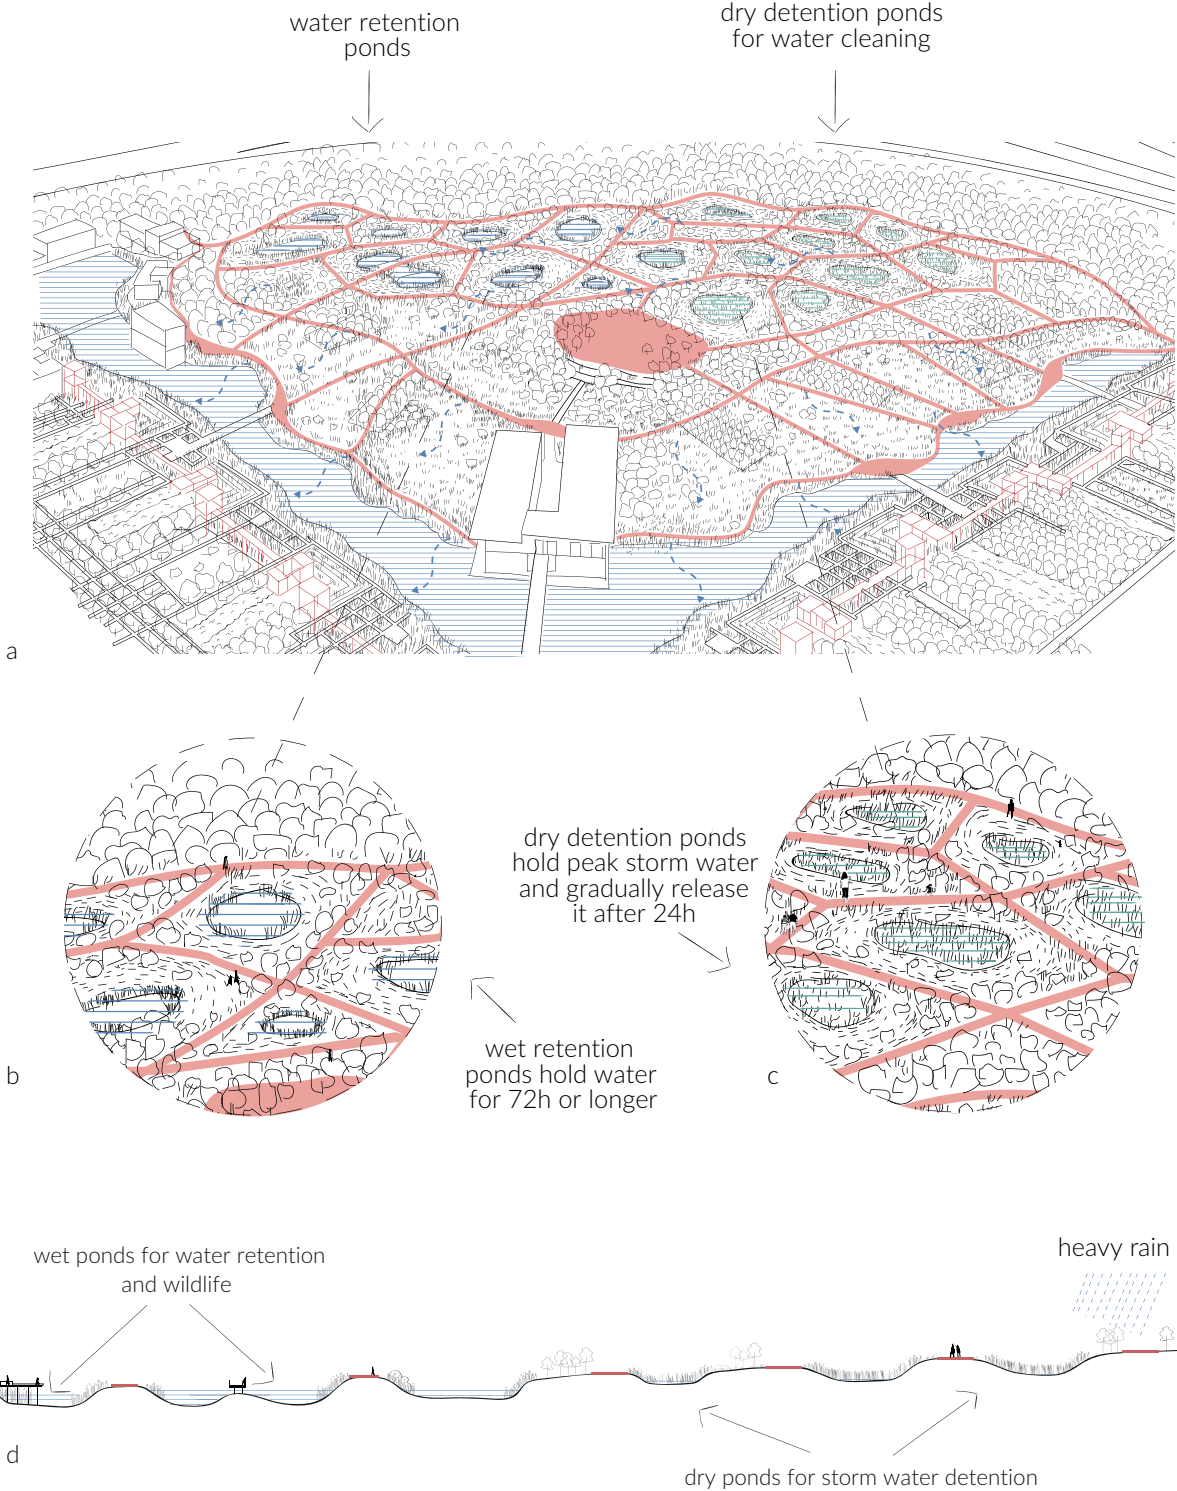 water retention
ponds
dry detention ponds
for water cleaning
a
dry detention ponds
hold peak storm water
and gradually release
it after 24h
wet retention
ponds hold water
for 72h or longer
b
c
wet ponds for water retention
and wildlife
heavy rain
d
dry ponds for storm water detention